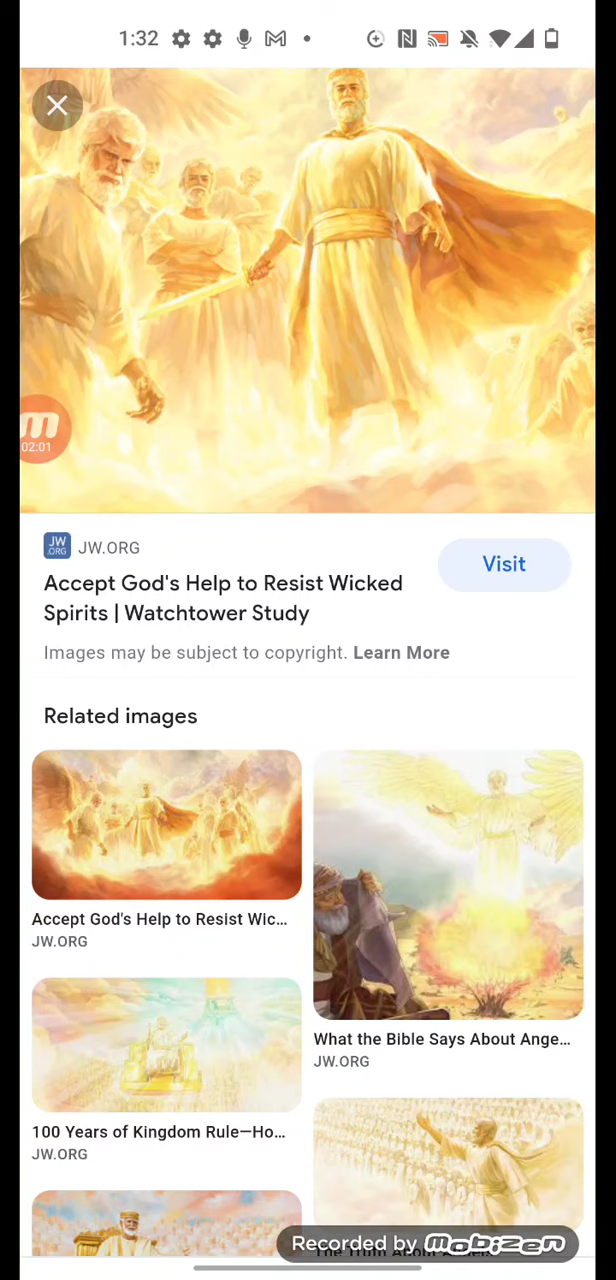 1:32
02:01
JW
.ORG
JW.ORG
Visit
Accept God's Help to Resist Wicked
Spirits | Watchtower Study
Images may be subject to copyright. Learn More
Related images
Accept God's Help to Resist Wic...
JW.ORG
What the Bible Says About Ange...
JW.ORG
100 Years of Kingdom Rule—Ho...
JW.ORG
Recorded by mobizen